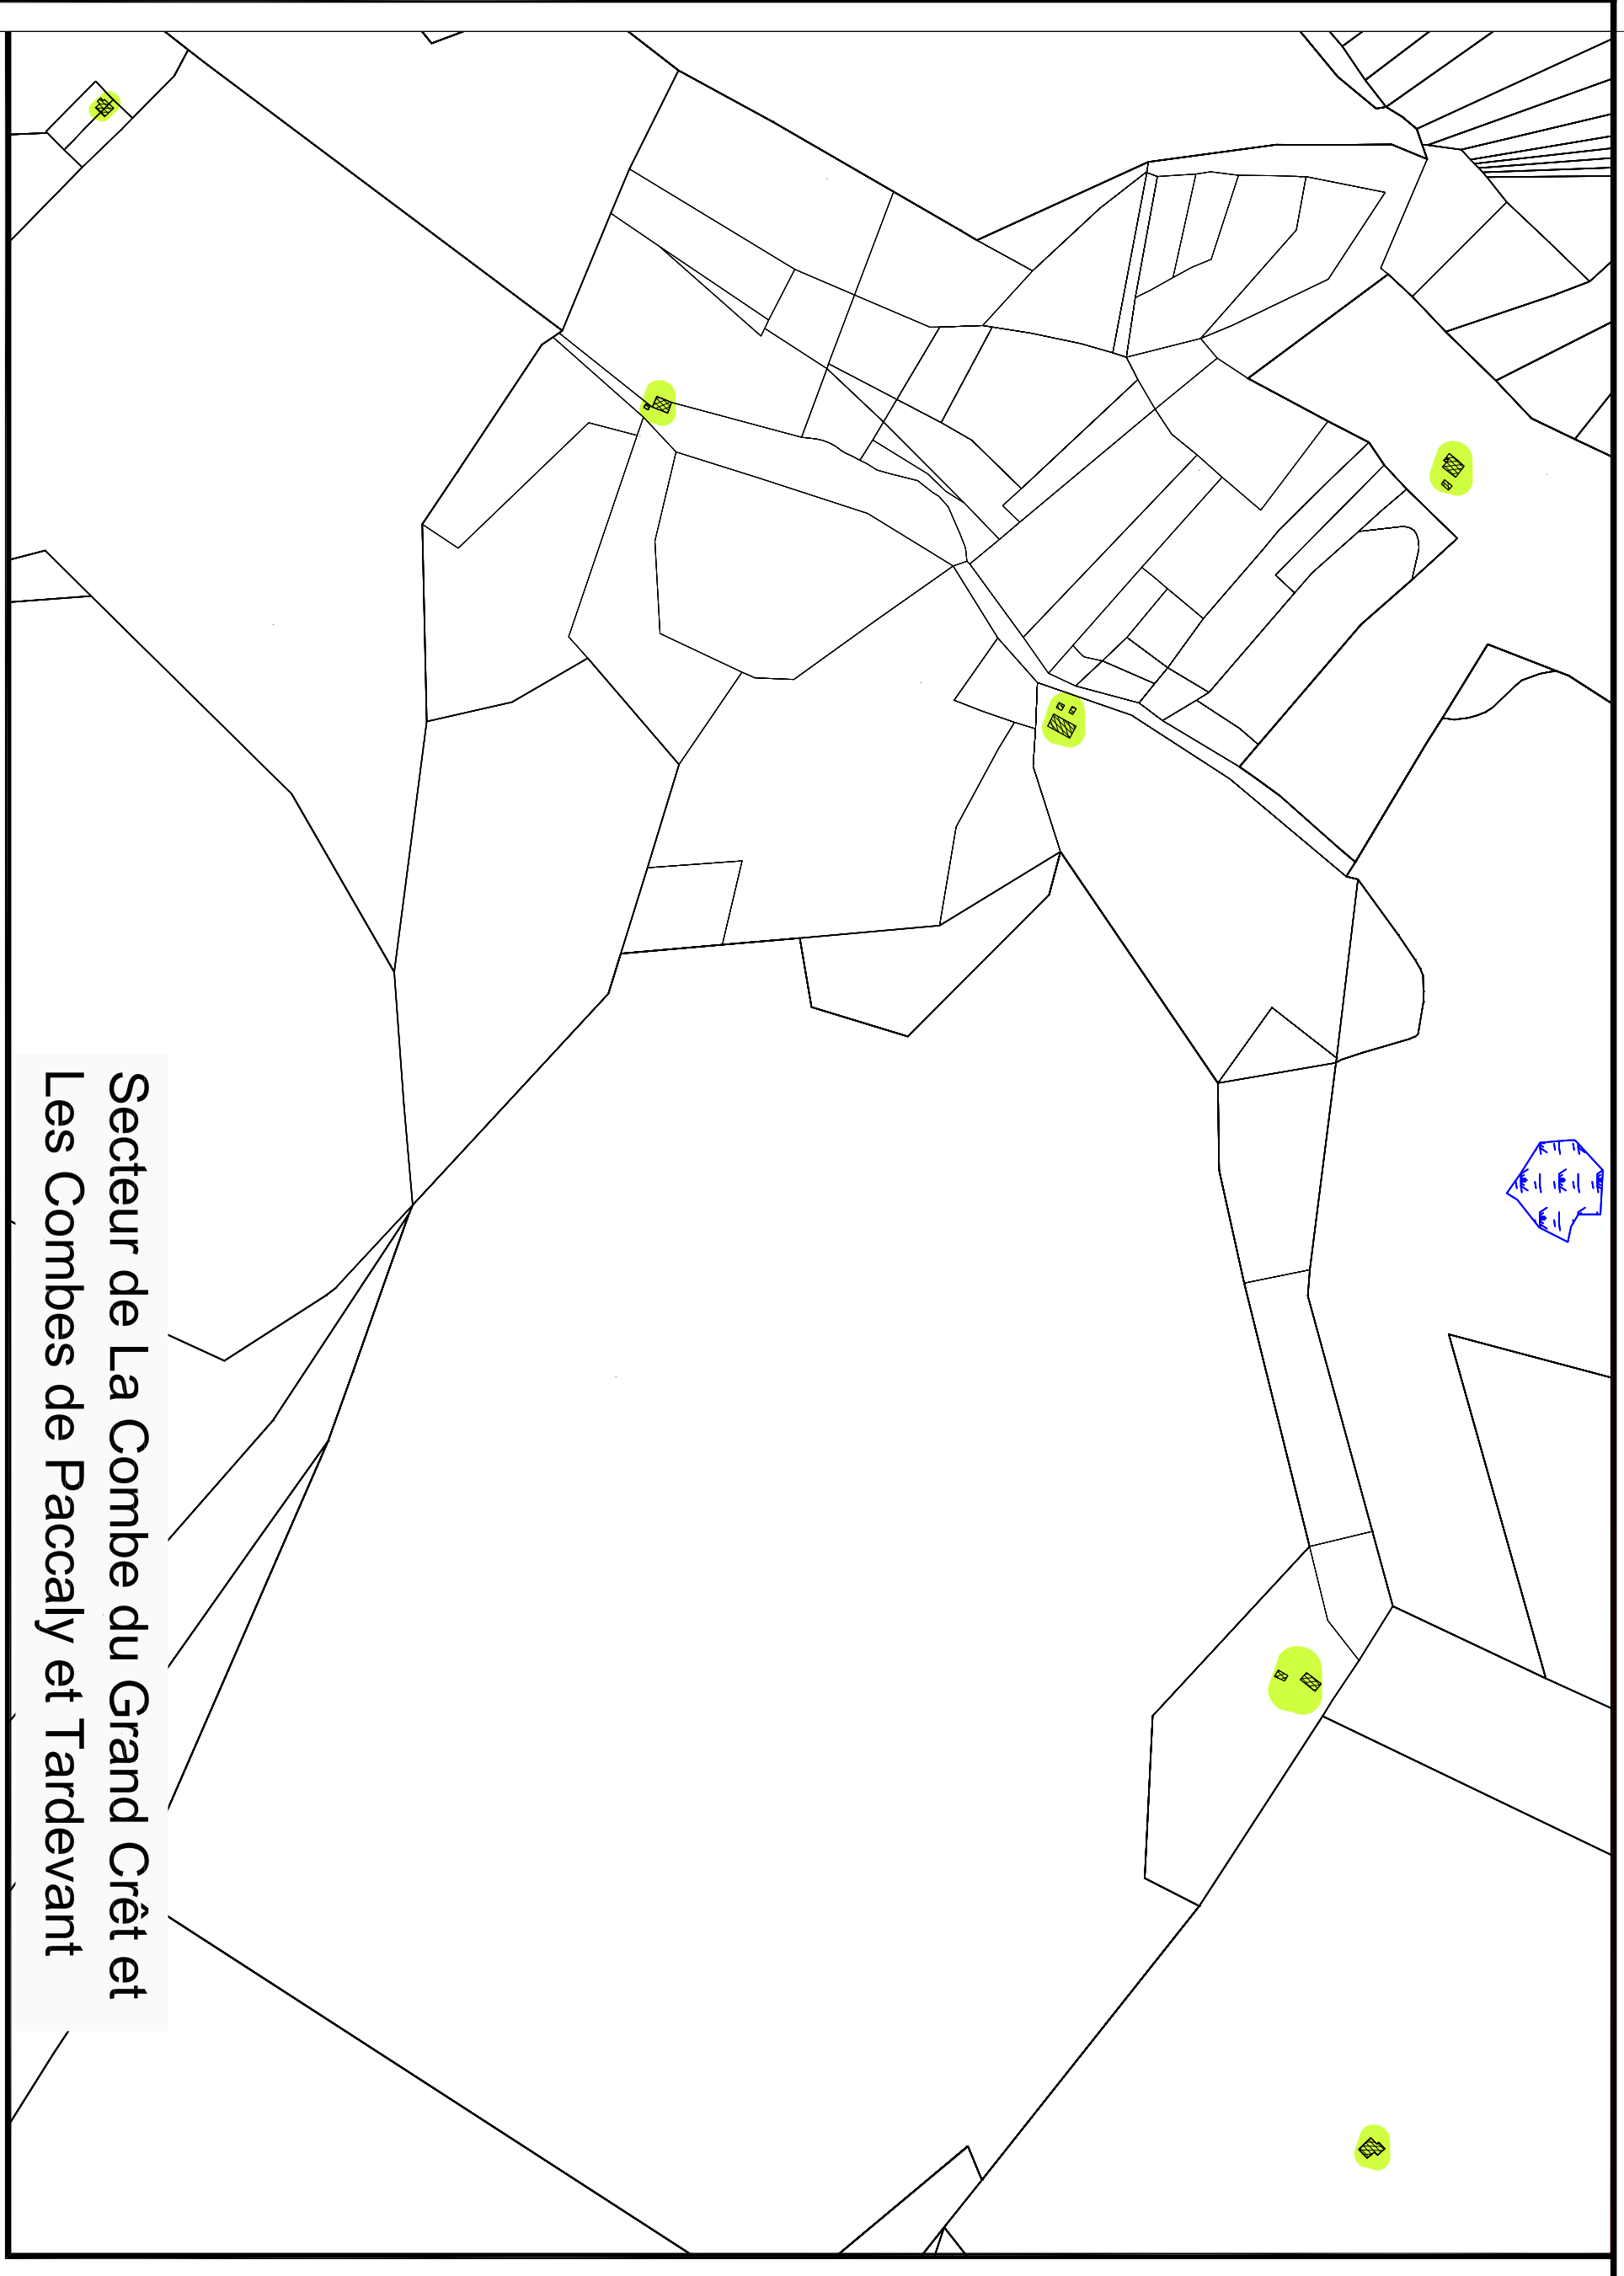 Secteur de La Combe du Grand Crêt et
Les Combes de Paccaly et Tardevant